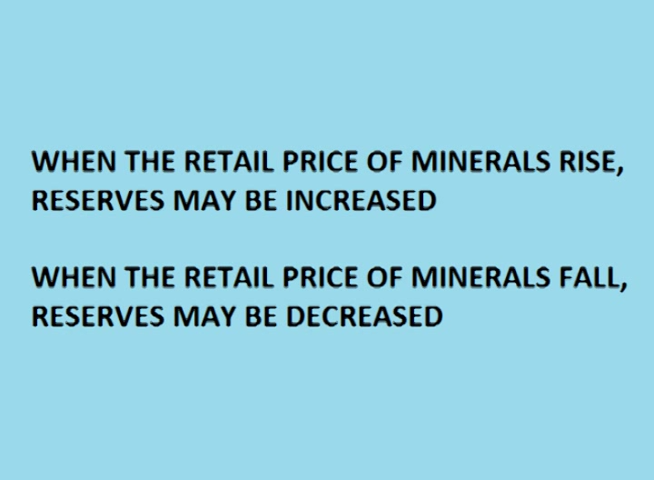 WHEN THE RETAIL PRICE OF MINERALS RISE,
RESERVES MAY BE INCREASED
WHEN THE RETAIL PRICE OF MINERALS FALL,
RESERVES MAY BE DECREASED